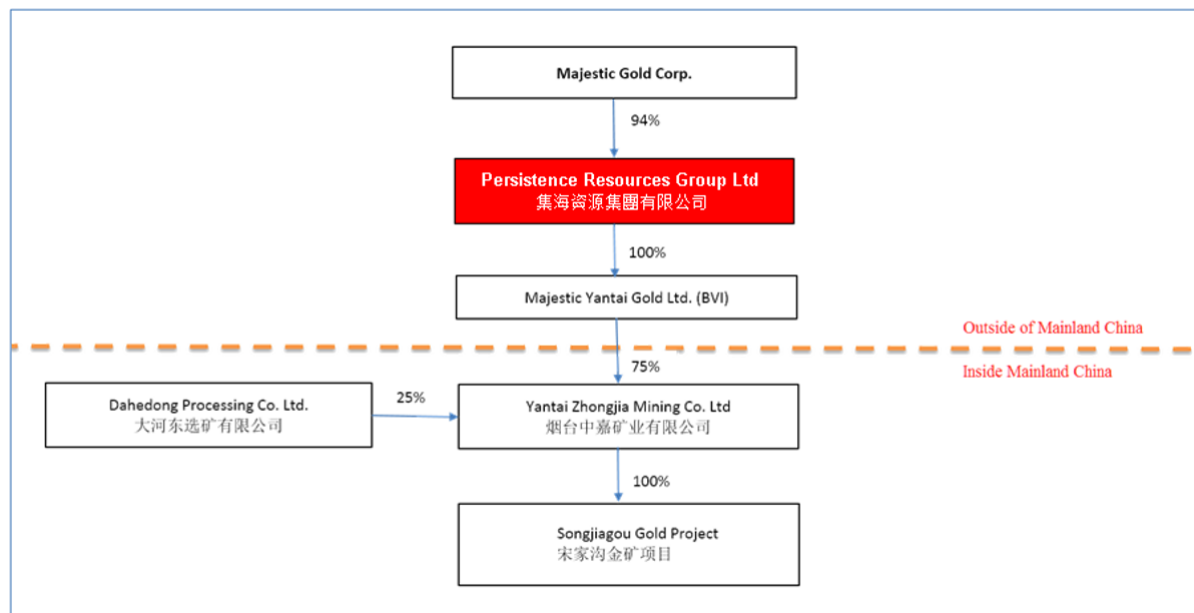 Majestic Gold Corp.
94%
Persistence Resources Group Ltd
集海資源集團有限公司
100%
Majestic Yantai Gold Ltd. (BVI)
Outside of Mainland China
75%
Inside Mainland China
Dahedong Processing Co. Ltd.
大河东选矿有限公司
25%
Yantai Zhongjia Mining Co. Ltd
烟台中嘉矿业有限公司
100%
Songjiagou Gold Project
宋家沟金矿项目